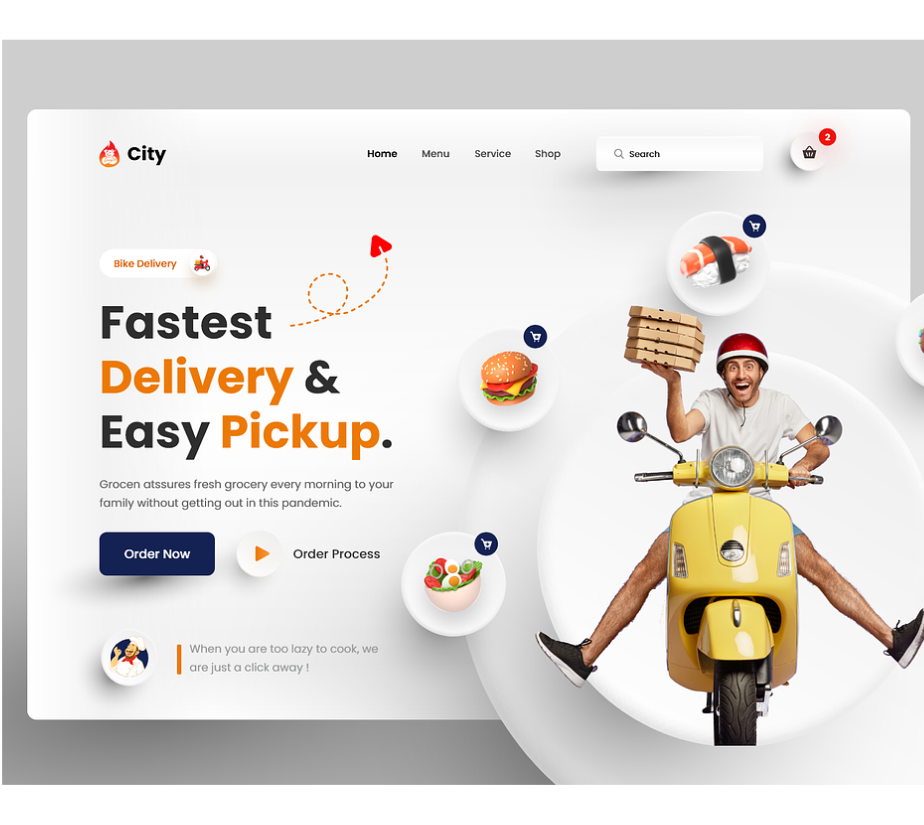 City
Home
Menu
Service
Shop
Search
2
Bike Delivery
Fastest
Delivery &
Easy Pickup.
Grocen atssures fresh grocery every morning to your
family without getting out in this pandemic.
Order Now
Order Process
When you are too lazy to cook, we
are just a click away !